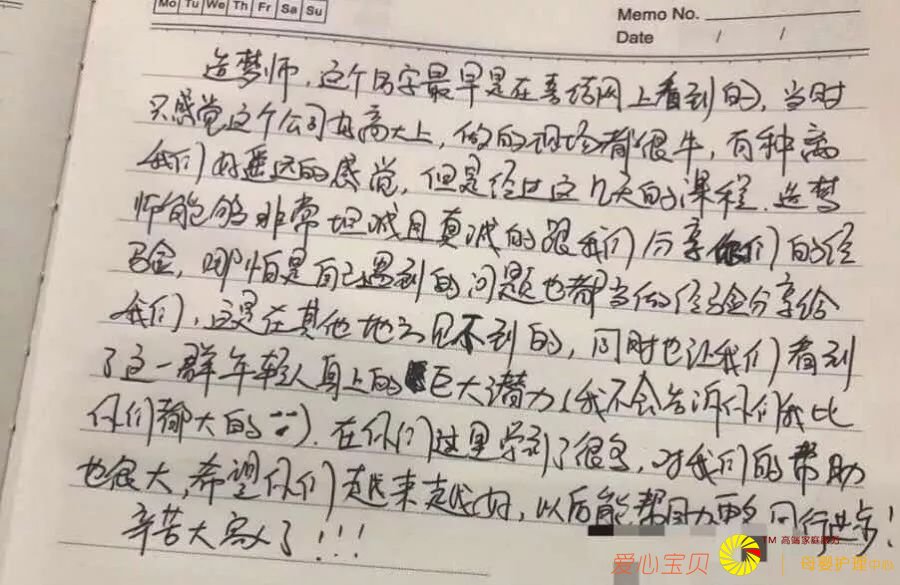 Mo Tu We Th Fr Sa Su
Memo No.
Date / /
造梦师,这个名字最早是在喜结网上看到的,当时
只感觉这个公司好高大上,做的现场都很牛,有种离
我们好遥远的感觉,但是经过这几天的课程,造梦
师能够非常坦诚且真诚的跟我们分享他们的经
验,哪怕是自己遇到的问题也都当做经验分享给
我们,这是在其他地方见不到的,同时也让我们看到
了这一群年轻人身上的巨大潜力(我不会告诉你们我比
你们都大的)。在你们这里学到了很多,对我们的帮助
也很大,希望你们越来越好,以后能帮助更多同行进步!
辛苦大家了!!!
爱心宝贝 TM 高端家庭服务
母婴护理中心